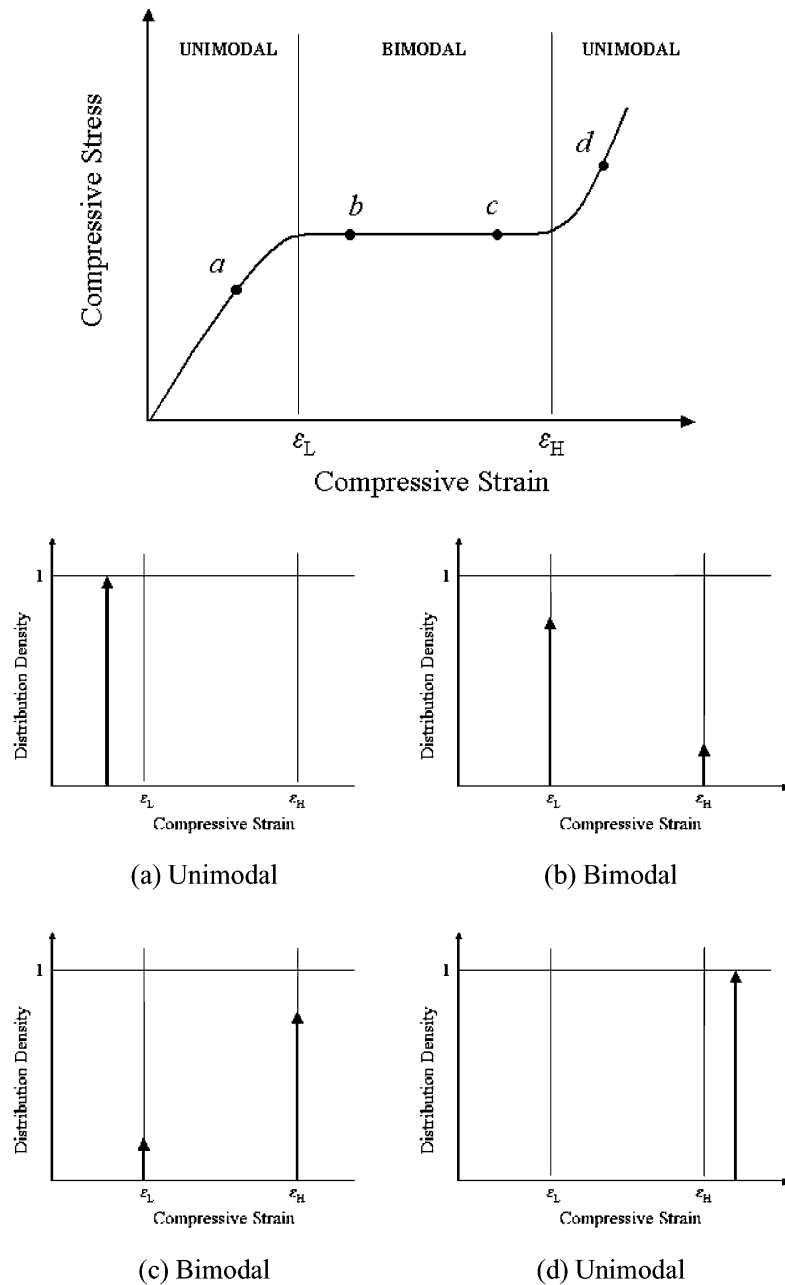 UNIMODAL BIMODAL UNIMODAL
Compressive Stress
a
b
c
d
εL εH
Compressive Strain
1
Distribution Density
εL εH
Compressive Strain
(a) Unimodal
1
Distribution Density
εL εH
Compressive Strain
(b) Bimodal
1
Distribution Density
εL εH
Compressive Strain
(c) Bimodal
1
Distribution Density
εL εH
Compressive Strain
(d) Unimodal